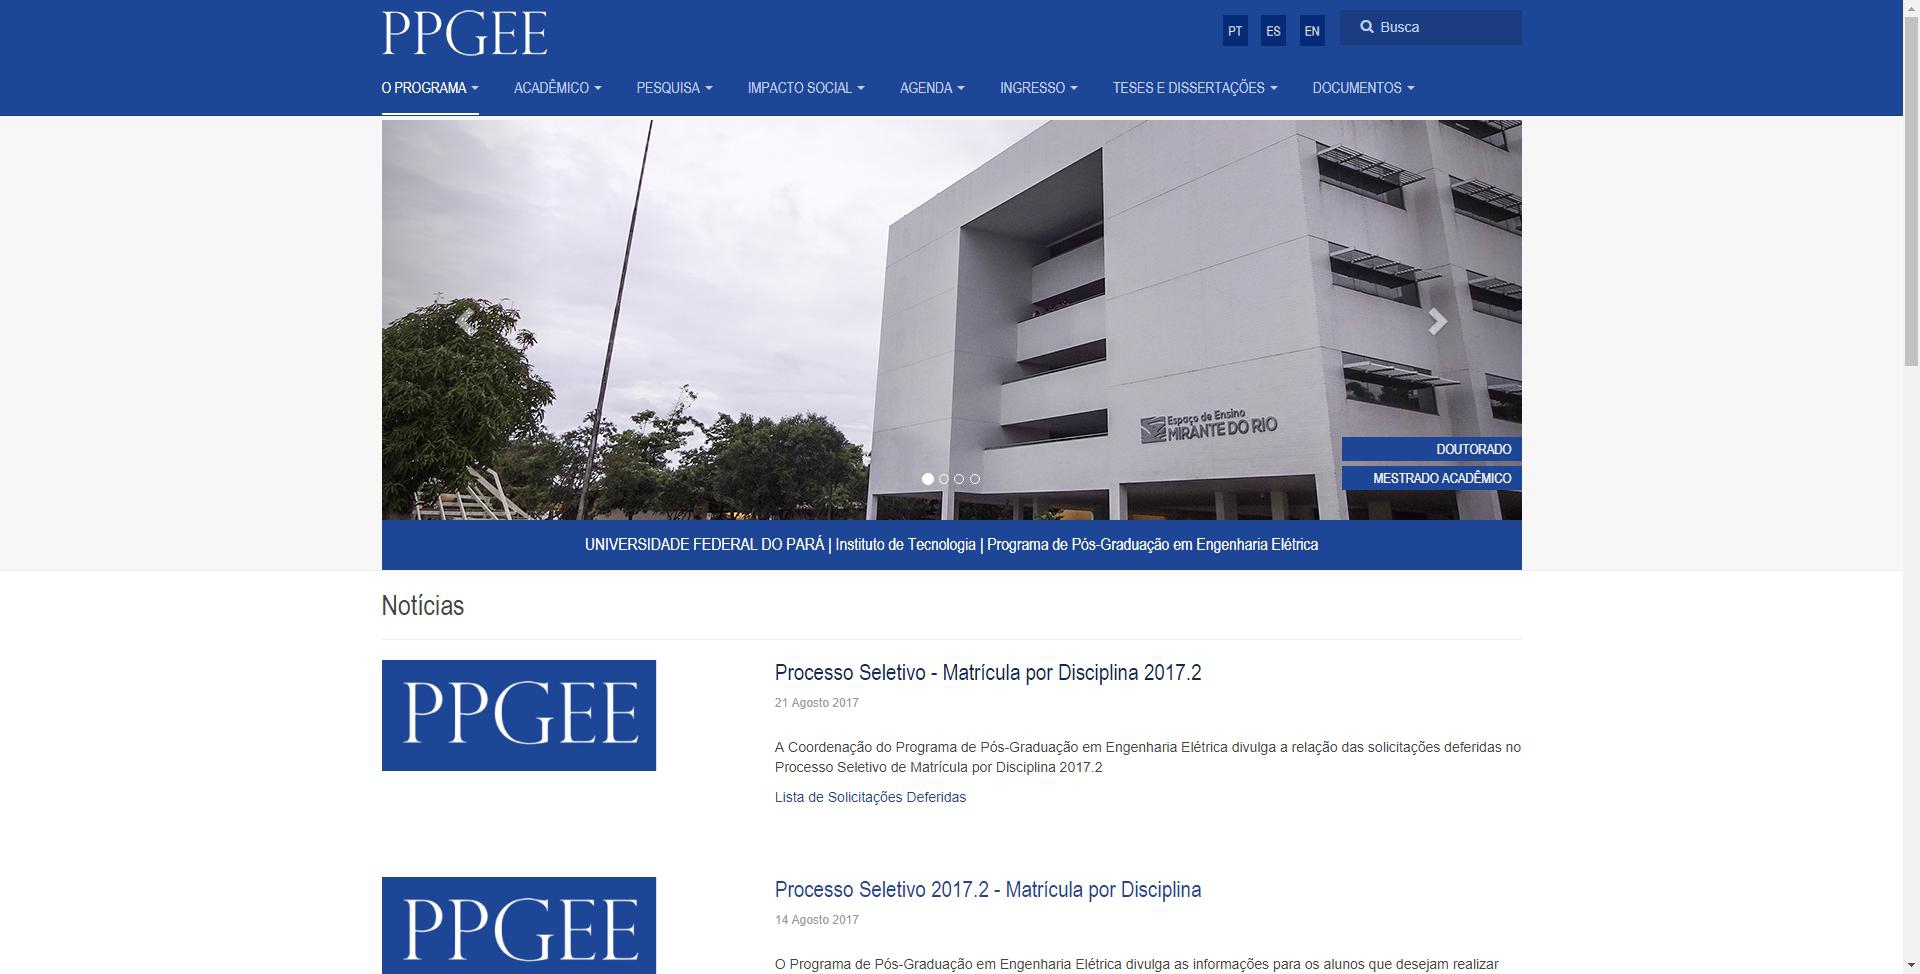 PPGEE
PT ES EN Busca
O PROGRAMA ACADÊMICO PESQUISA IMPACTO SOCIAL AGENDA INGRESSO TESES E DISSERTAÇÕES DOCUMENTOS
Espaço de Ensino
MIRANTE DO RIO
DOUTORADO
MESTRADO ACADÊMICO
UNIVERSIDADE FEDERAL DO PARÁ | Instituto de Tecnologia | Programa de Pós-Graduação em Engenharia Elétrica
Notícias
PPGEE
Processo Seletivo - Matrícula por Disciplina 2017.2
21 Agosto 2017
A Coordenação do Programa de Pós-Graduação em Engenharia Elétrica divulga a relação das solicitações deferidas no
Processo Seletivo de Matrícula por Disciplina 2017.2
Lista de Solicitações Deferidas
PPGEE
Processo Seletivo 2017.2 - Matrícula por Disciplina
14 Agosto 2017
O Programa de Pós-Graduação em Engenharia Elétrica divulga as informações para os alunos que desejam realizar